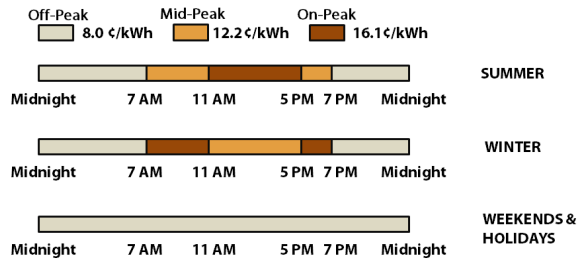 Off-Peak Mid-Peak On-Peak
8.0 ¢/kWh 12.2¢/kWh 16.1¢/kWh
SUMMER
Midnight 7 AM 11 AM 5 PM 7 PM Midnight
WINTER
Midnight 7 AM 11 AM 5 PM 7 PM Midnight
WEEKENDS &
HOLIDAYS
Midnight 7 AM 11 AM 5 PM 7 PM Midnight